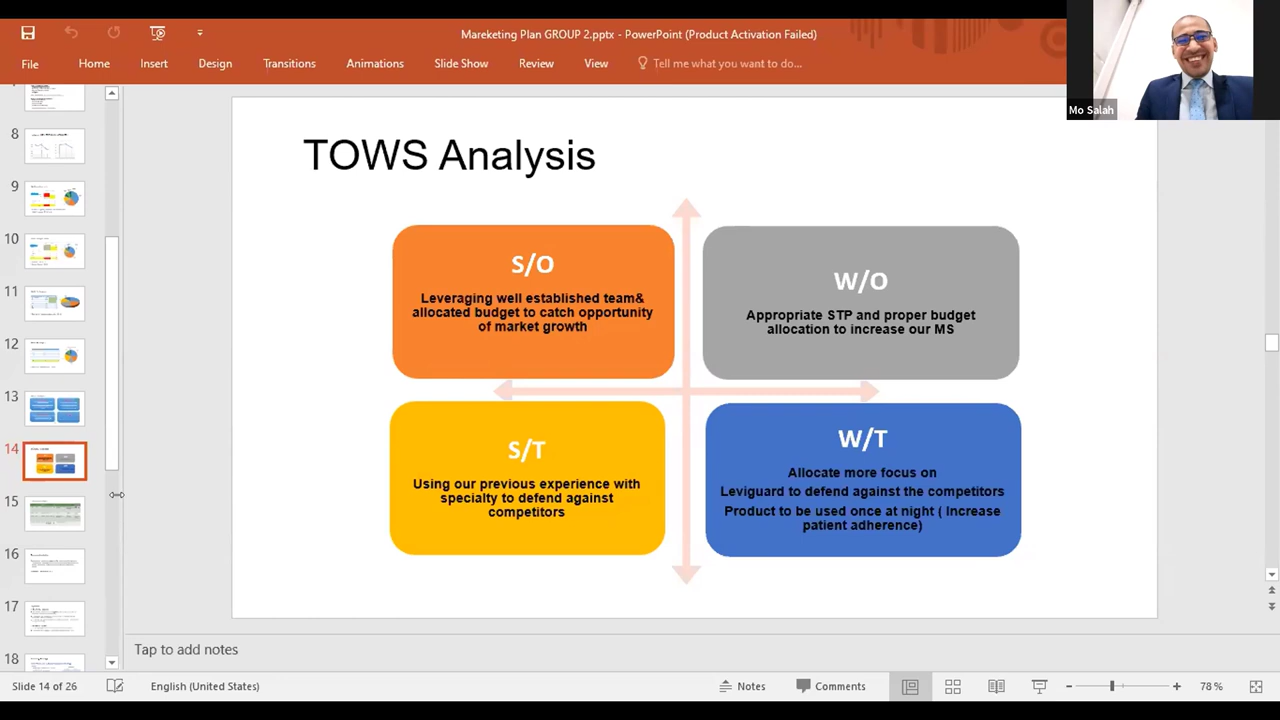 Mareketing Plan GROUP 2.pptx - PowerPoint (Product Activation Failed)
File
Home
Insert
Design
Transitions
Animations
Slide Show
Review
View
Tell me what you want to do...
Mo Salah
8
9
10
11
12
13
14
15
16
17
18
TOWS Analysis
S/O
Leveraging well established team&
allocated budget to catch opportunity
of market growth
W/O
Appropriate STP and proper budget
allocation to increase our MS
S/T
Using our previous experience with
specialty to defend against
competitors
W/T
Allocate more focus on
Leviguard to defend against the competitors
Product to be used once at night ( Increase
patient adherence)
Tap to add notes
Slide 14 of 26
English (United States)
Notes
Comments
78 %